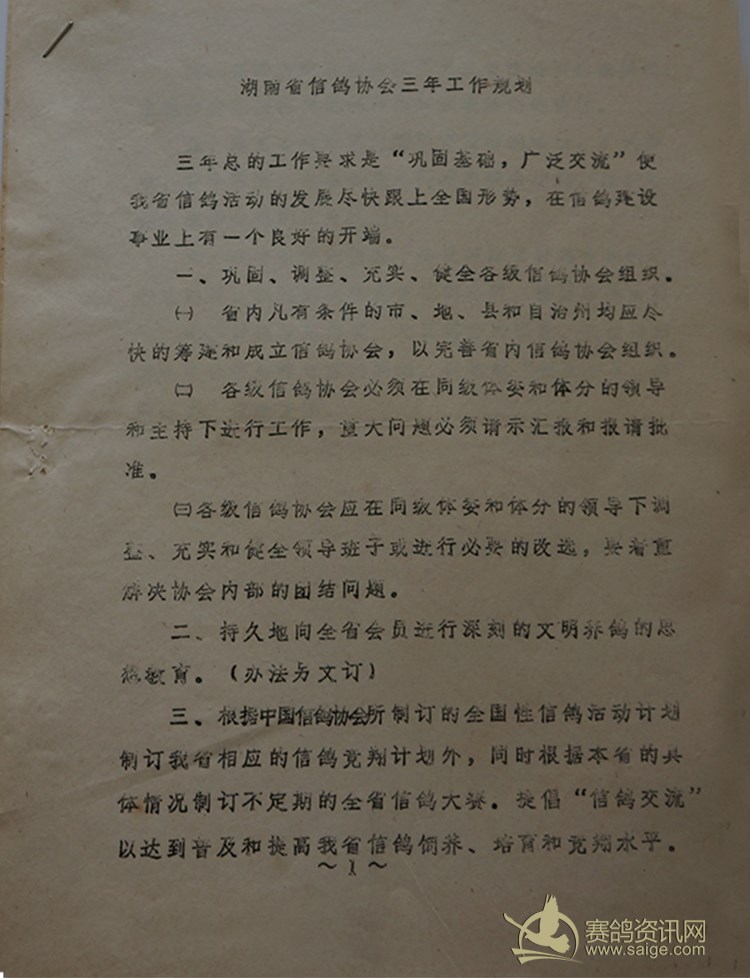 湖南省信鸽协会三年工作规划
三年总的工作要求是“巩固基础，广泛交流”使
我省信鸽活动的发展尽快跟上全国形势，在信鸽建设
事业上有一个良好的开端。
一、巩固、调整、充实、健全各级信鸽协会组织。
㈠ 省内凡有条件的市、地、县和自治州均应尽
快的筹建和成立信鸽协会，以完善省内信鸽协会组织。
㈡ 各级信鸽协会必须在同级体委和体分的领导
和主持下进行工作，重大问题必须请示汇报和报请批
准。
㈢各级信鸽协会应在同级体委和体分的领导下调
整、充实和健全领导班子或进行必要的改选，要着重
解决协会内部的团结问题。
二、持久地向全省会员进行深刻的文明养鸽的思
想教育。（办法另文订）
三、根据中国信鸽协会所制订的全国性信鸽活动计划
制订我省相应的信鸽竞翔计划外，同时根据本省的具
体情况制订不定期的全省信鸽大赛。提倡“信鸽交流”
以达到普及和提高我省信鸽饲养、培育和竞翔水平。
～1～
赛鸽资讯网
www.saige.com